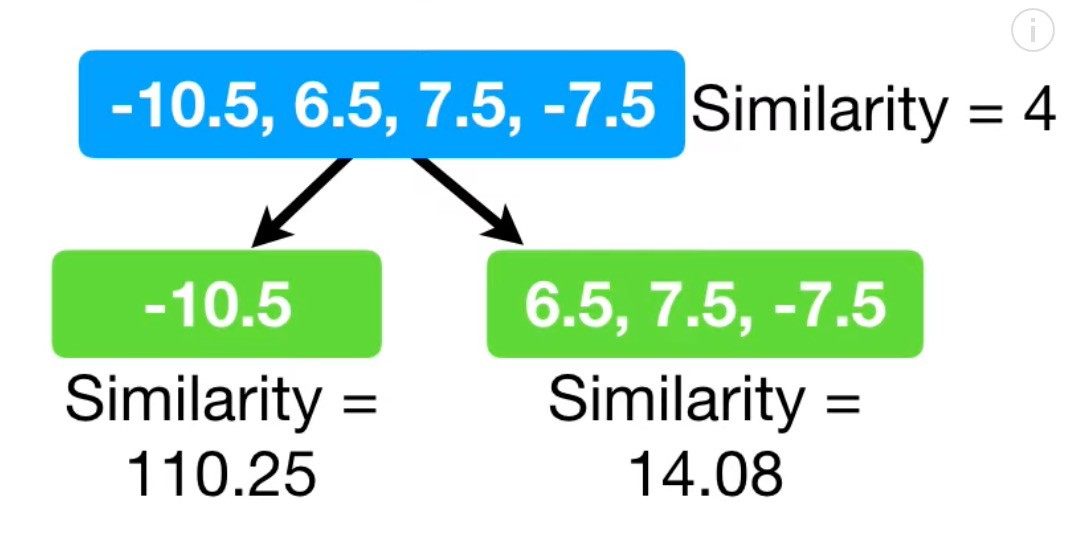 -10.5, 6.5, 7.5, -7.5 Similarity = 4
-10.5
6.5, 7.5, -7.5
Similarity =
110.25
Similarity =
14.08
i